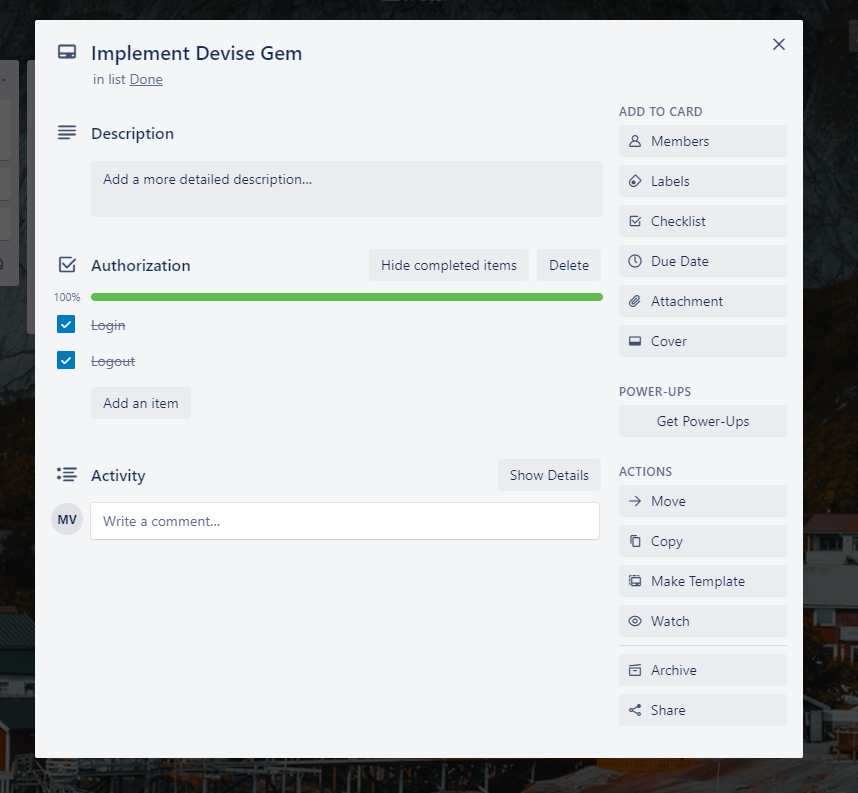 Implement Devise Gem
in list Done
Description
Add a more detailed description...
Authorization
Hide completed items
Delete
100%
Login
Logout
Add an item
Activity
Show Details
MV
Write a comment...
ADD TO CARD
Members
Labels
Checklist
Due Date
Attachment
Cover
POWER-UPS
Get Power-Ups
ACTIONS
Move
Copy
Make Template
Watch
Archive
Share